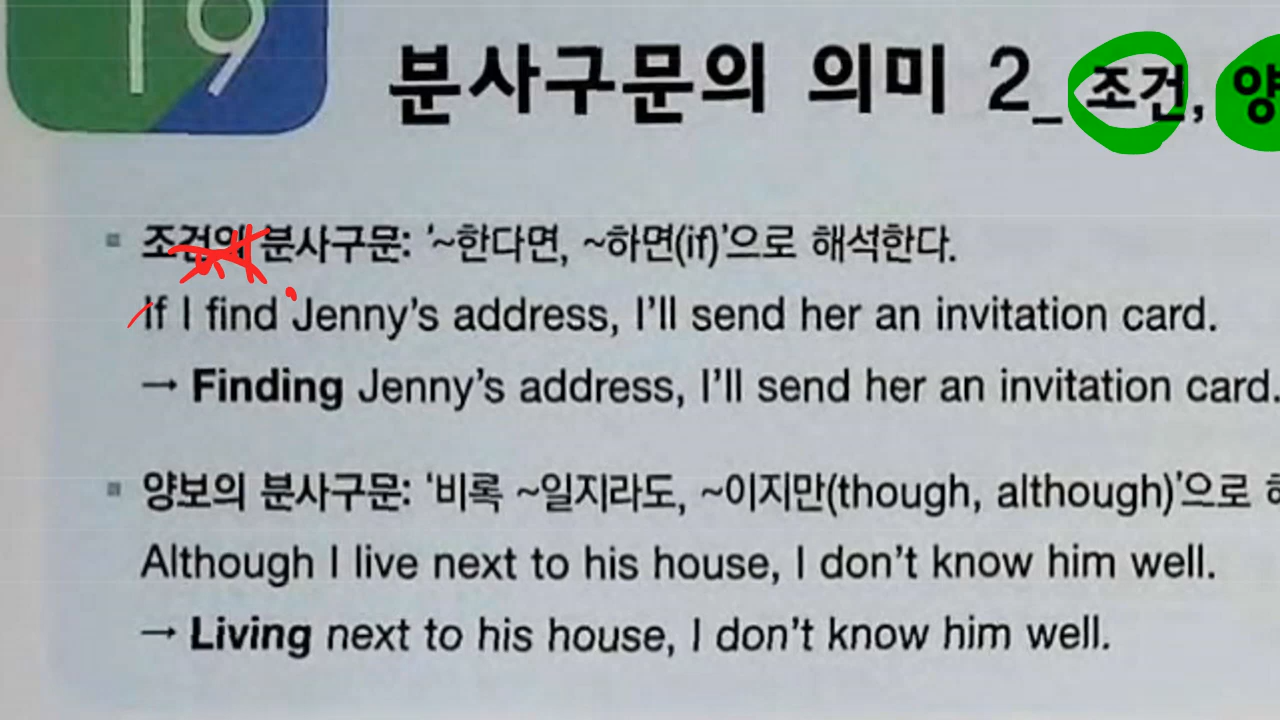 19
분사구문의 의미 2_ 조건, 양
조건의 분사구문: ‘~한다면, ~하면(if)’으로 해석한다.
If I find Jenny’s address, I’ll send her an invitation card.
→ Finding Jenny’s address, I’ll send her an invitation card.
양보의 분사구문: ‘비록 ~일지라도, ~이지만(though, although)’으로
Although I live next to his house, I don’t know him well.
→ Living next to his house, I don’t know him well.